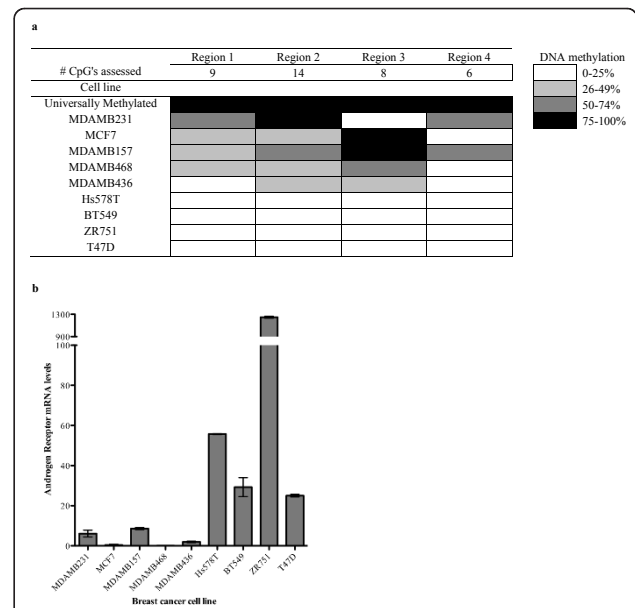 a
Region 1 Region 2 Region 3 Region 4
# CpG's assessed 9 14 8 6
Cell line
Universally Methylated
MDAMB231
MCF7
MDAMB157
MDAMB468
MDAMB436
Hs578T
BT549
ZR751
T47D
DNA methylation
0-25%
26-49%
50-74%
75-100%
b
Androgen Receptor mRNA levels
1300
900
100
80
60
40
20
0
MDAMB231 MCF7 MDAMB157 MDAMB468 MDAMB436 Hs578T BT549 ZR751 T47D
Breast cancer cell line